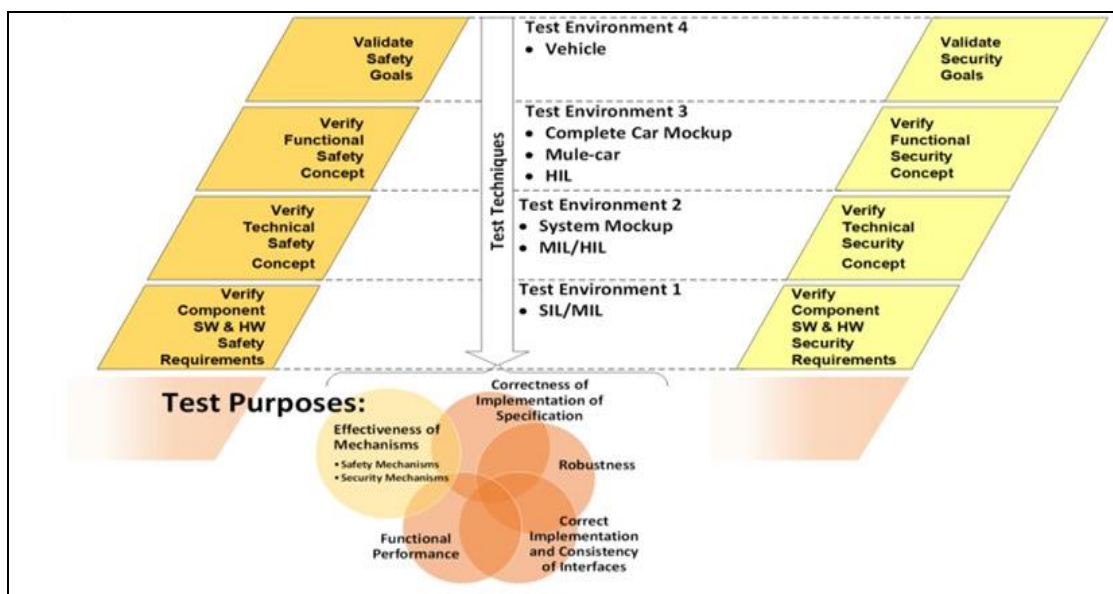 Validate
Safety
Goals
Test Techniques
Test Environment 4
• Vehicle
Validate
Security
Goals
Verify
Functional
Safety
Concept
Test Environment 3
• Complete Car Mockup
• Mule-car
• HIL
Verify
Functional
Security
Concept
Verify
Technical
Safety
Concept
Test Environment 2
• System Mockup
• MIL/HIL
Verify
Technical
Security
Concept
Verify
Component
SW & HW
Safety
Requirements
Test Environment 1
• SIL/MIL
Verify
Component
SW & HW
Security
Requirements
Test Purposes:
Correctness of
Implementation of
Specification
Effectiveness of
Mechanisms
• Safety Mechanisms
• Security Mechanisms
Robustness
Functional
Performance
Correct
Implementation
and Consistency
of Interfaces